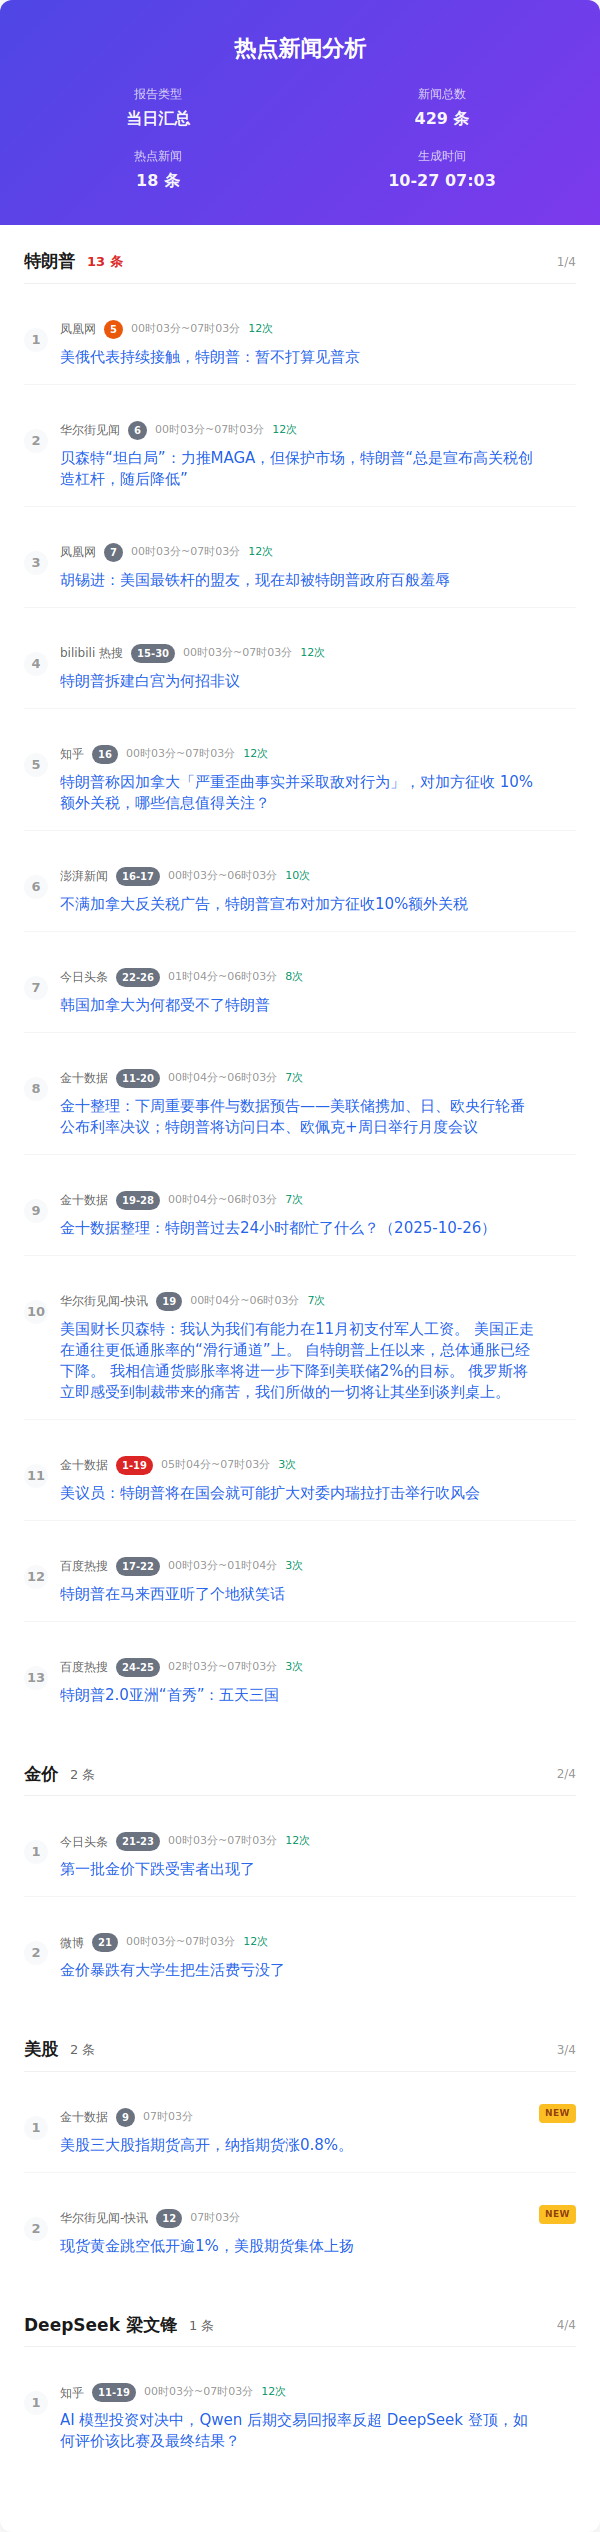 热点新闻分析
报告类型
新闻总数
当日汇总
429 条
热点新闻
生成时间
18 条
10-27 07:03
特朗普 13 条 1/4
1 凤凰网 5 00时03分~07时03分 12次
美俄代表持续接触，特朗普：暂不打算见普京
2 华尔街见闻 6 00时03分~07时03分 12次
贝森特“坦白局”：力推MAGA，但保护市场，特朗普“总是宣布高关税创
造杠杆，随后降低”
3 凤凰网 7 00时03分~07时03分 12次
胡锡进：美国最铁杆的盟友，现在却被特朗普政府百般羞辱
4 bilibili 热搜 15-30 00时03分~07时03分 12次
特朗普拆建白宫为何招非议
5 知乎 16 00时03分~07时03分 12次
特朗普称因加拿大「严重歪曲事实并采取敌对行为」，对加方征收 10%
额外关税，哪些信息值得关注？
6 澎湃新闻 16-17 00时03分~06时03分 10次
不满加拿大反关税广告，特朗普宣布对加方征收10%额外关税
7 今日头条 22-26 01时04分~06时03分 8次
韩国加拿大为何都受不了特朗普
8 金十数据 11-20 00时04分~06时03分 7次
金十整理：下周重要事件与数据预告——美联储携加、日、欧央行轮番
公布利率决议；特朗普将访问日本、欧佩克+周日举行月度会议
9 金十数据 19-28 00时04分~06时03分 7次
金十数据整理：特朗普过去24小时都忙了什么？（2025-10-26）
10 华尔街见闻-快讯 19 00时04分~06时03分 7次
美国财长贝森特：我认为我们有能力在11月初支付军人工资。 美国正走
在通往更低通胀率的“滑行通道”上。 自特朗普上任以来，总体通胀已经
下降。 我相信通货膨胀率将进一步下降到美联储2%的目标。 俄罗斯将
立即感受到制裁带来的痛苦，我们所做的一切将让其坐到谈判桌上。
11 金十数据 1-19 05时04分~07时03分 3次
美议员：特朗普将在国会就可能扩大对委内瑞拉打击举行吹风会
12 百度热搜 17-22 00时03分~01时04分 3次
特朗普在马来西亚听了个地狱笑话
13 百度热搜 24-25 02时03分~07时03分 3次
特朗普2.0亚洲“首秀”：五天三国
金价 2 条 2/4
1 今日头条 21-23 00时03分~07时03分 12次
第一批金价下跌受害者出现了
2 微博 21 00时03分~07时03分 12次
金价暴跌有大学生把生活费亏没了
美股 2 条 3/4
1 金十数据 9 07时03分 NEW
美股三大股指期货高开，纳指期货涨0.8%。
2 华尔街见闻-快讯 12 07时03分 NEW
现货黄金跳空低开逾1%，美股期货集体上扬
DeepSeek 梁文锋 1 条 4/4
1 知乎 11-19 00时03分~07时03分 12次
AI 模型投资对决中，Qwen 后期交易回报率反超 DeepSeek 登顶，如
何评价该比赛及最终结果？